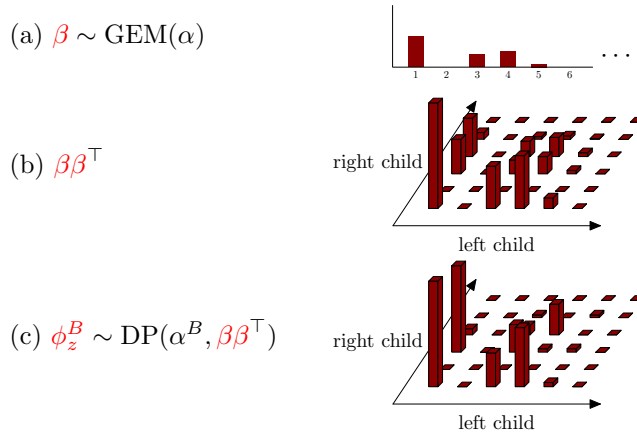 (a) β ∼ GEM(α)
1 2 3 4 5 6 ···
(b) ββ⊤
right child
left child
(c) ϕ_z^B ∼ DP(α^B, ββ⊤)
right child
left child